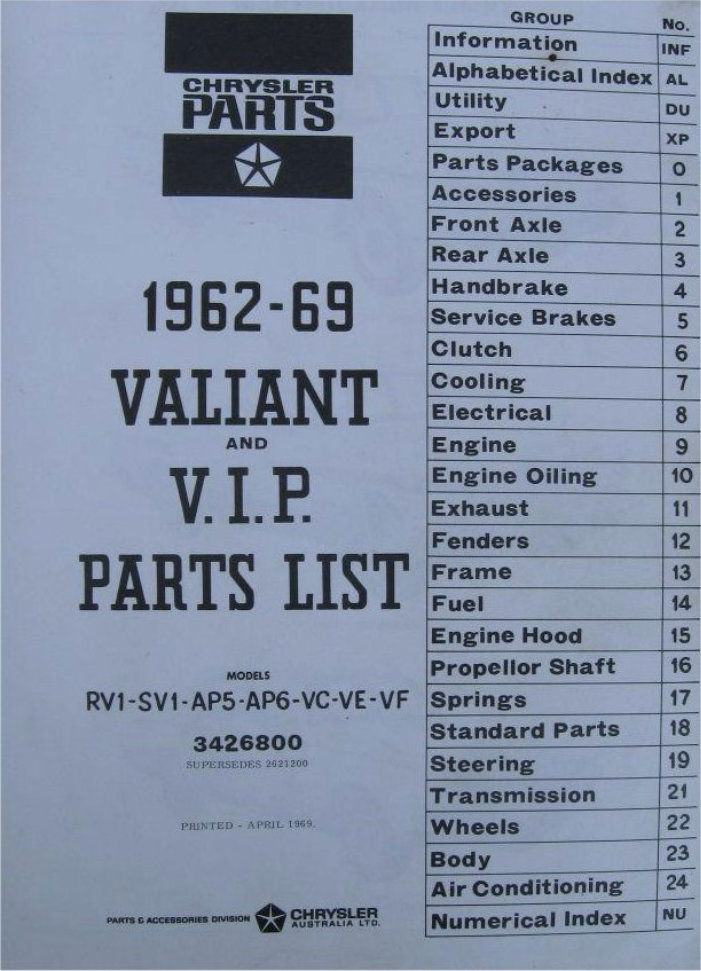 CHRYSLER
PARTS
1962-69
VALIANT
AND
V.I.P.
PARTS LIST
MODELS
RV1-SV1-AP5-AP6-VC-VE-VF
3426800
SUPERSEDES 2621200
PRINTED - APRIL 1969.
PARTS & ACCESSORIES DIVISION CHRYSLER
AUSTRALIA LTD.
GROUP No.
Information INF
Alphabetical Index AL
Utility DU
Export XP
Parts Packages 0
Accessories 1
Front Axle 2
Rear Axle 3
Handbrake 4
Service Brakes 5
Clutch 6
Cooling 7
Electrical 8
Engine 9
Engine Oiling 10
Exhaust 11
Fenders 12
Frame 13
Fuel 14
Engine Hood 15
Propellor Shaft 16
Springs 17
Standard Parts 18
Steering 19
Transmission 21
Wheels 22
Body 23
Air Conditioning 24
Numerical Index NU